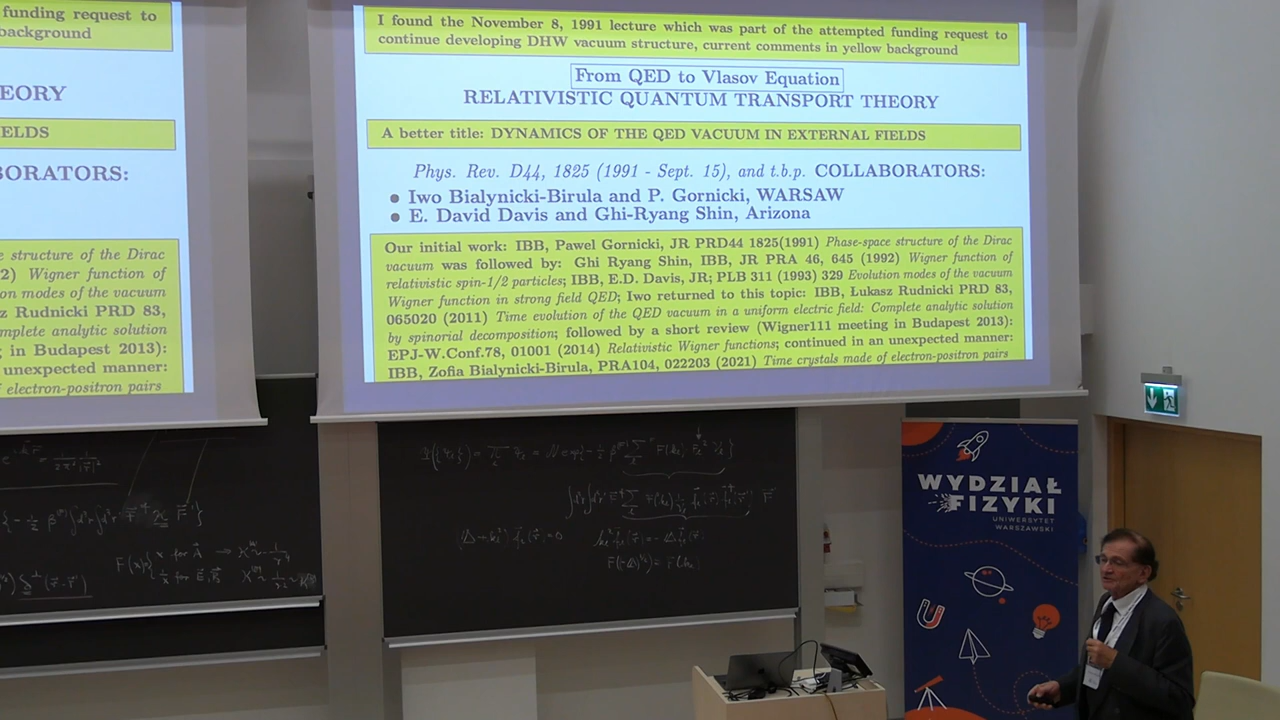 funding request to
background
EORY
ELDS
ORATORS:
e structure of the Dirac
2) Wigner function of
on modes of the vacuum
sz Rudnicki PRD 83,
mplete analytic solution
g in Budapest 2013):
unexpected manner:
f electron-positron pairs
I found the November 8, 1991 lecture which was part of the attempted funding request to
continue developing DHW vacuum structure, current comments in yellow background
From QED to Vlasov Equation
RELATIVISTIC QUANTUM TRANSPORT THEORY
A better title: DYNAMICS OF THE QED VACUUM IN EXTERNAL FIELDS
Phys. Rev. D44, 1825 (1991 - Sept. 15), and t.b.p. COLLABORATORS:
• Iwo Bialynicki-Birula and P. Gornicki, WARSAW
• E. David Davis and Ghi-Ryang Shin, Arizona
Our initial work: IBB, Pawel Gornicki, JR PRD44 1825(1991) Phase-space structure of the Dirac
vacuum was followed by: Ghi Ryang Shin, IBB, JR PRA 46, 645 (1992) Wigner function of
relativistic spin-1/2 particles; IBB, E.D. Davis, JR; PLB 311 (1993) 329 Evolution modes of the vacuum
Wigner function in strong field QED; Iwo returned to this topic: IBB, Łukasz Rudnicki PRD 83,
065020 (2011) Time evolution of the QED vacuum in a uniform electric field: Complete analytic solution
by spinorial decomposition; followed by a short review (Wigner111 meeting in Budapest 2013):
EPJ-W.Conf.78, 01001 (2014) Relativistic Wigner functions; continued in an unexpected manner:
IBB, Zofia Bialynicki-Birula, PRA104, 022203 (2021) Time crystals made of electron-positron pairs
WYDZIAŁ
FIZYKI
UNIWERSYTET
WARSZAWSKI